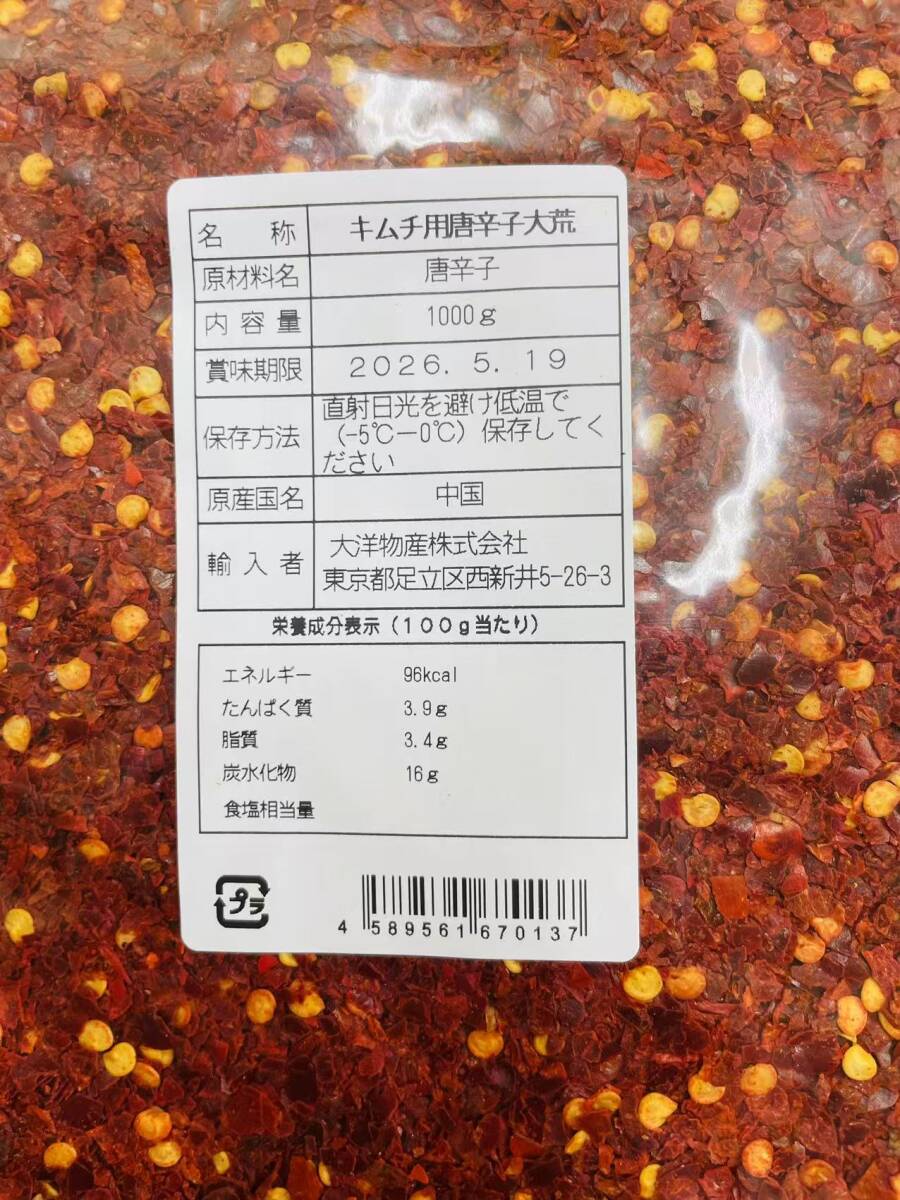 名 称 キムチ用唐辛子大荒
原材料名 唐辛子
内容量 1000g
賞味期限 2026. 5. 19
保存方法 直射日光を避け低温で
（-5℃－0℃）保存してく
ださい
原産国名 中国
輸入者 大洋物産株式会社
東京都足立区西新井5-26-3
栄養成分表示（100g当たり）
エネルギー 96kcal
たんぱく質 3.9g
脂質 3.4g
炭水化物 16g
食塩相当量
プラ
4 589561 670137